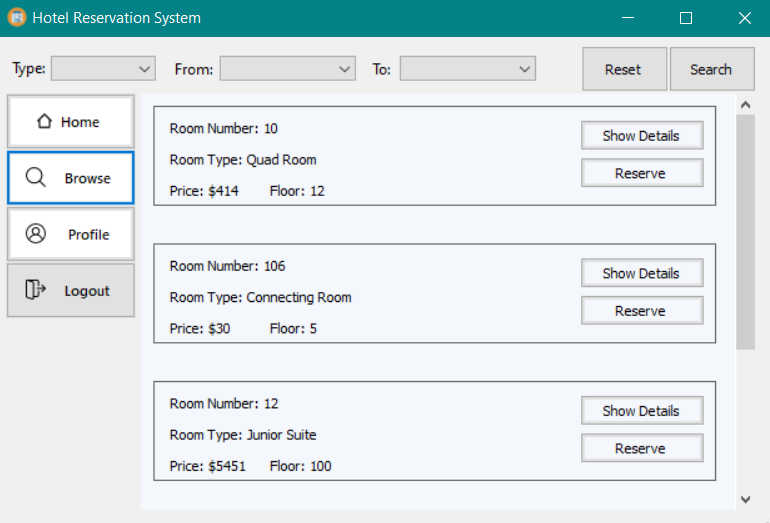 Hotel Reservation System
Type: From: To: Reset Search
Home
Browse
Profile
Logout
Room Number: 10
Room Type: Quad Room
Price: $414 Floor: 12
Show Details
Reserve
Room Number: 106
Room Type: Connecting Room
Price: $30 Floor: 5
Show Details
Reserve
Room Number: 12
Room Type: Junior Suite
Price: $5451 Floor: 100
Show Details
Reserve